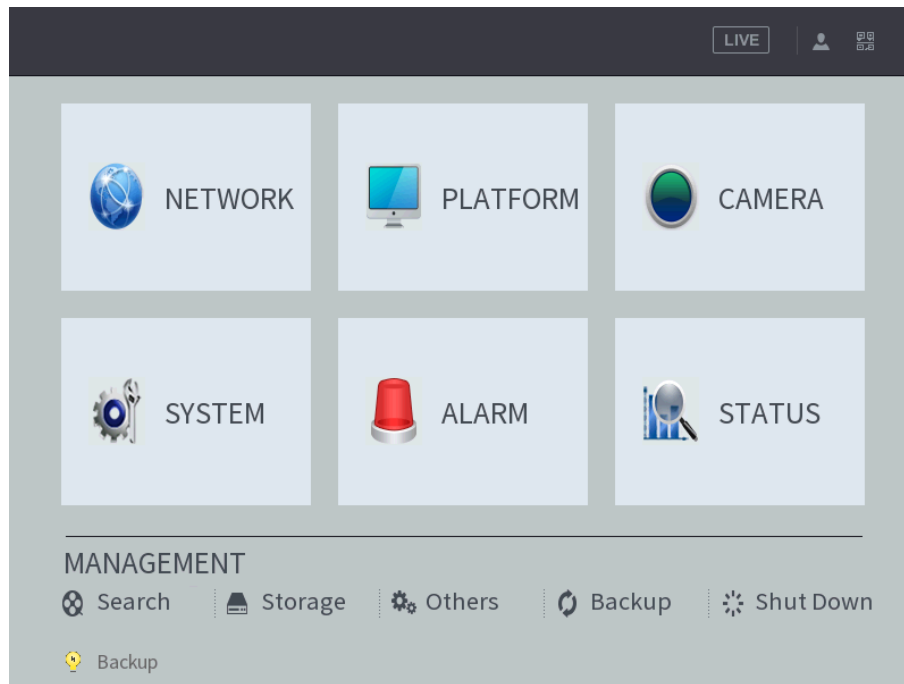 LIVE
NETWORK PLATFORM CAMERA
SYSTEM ALARM STATUS
MANAGEMENT
Search Storage Others Backup Shut Down
Backup